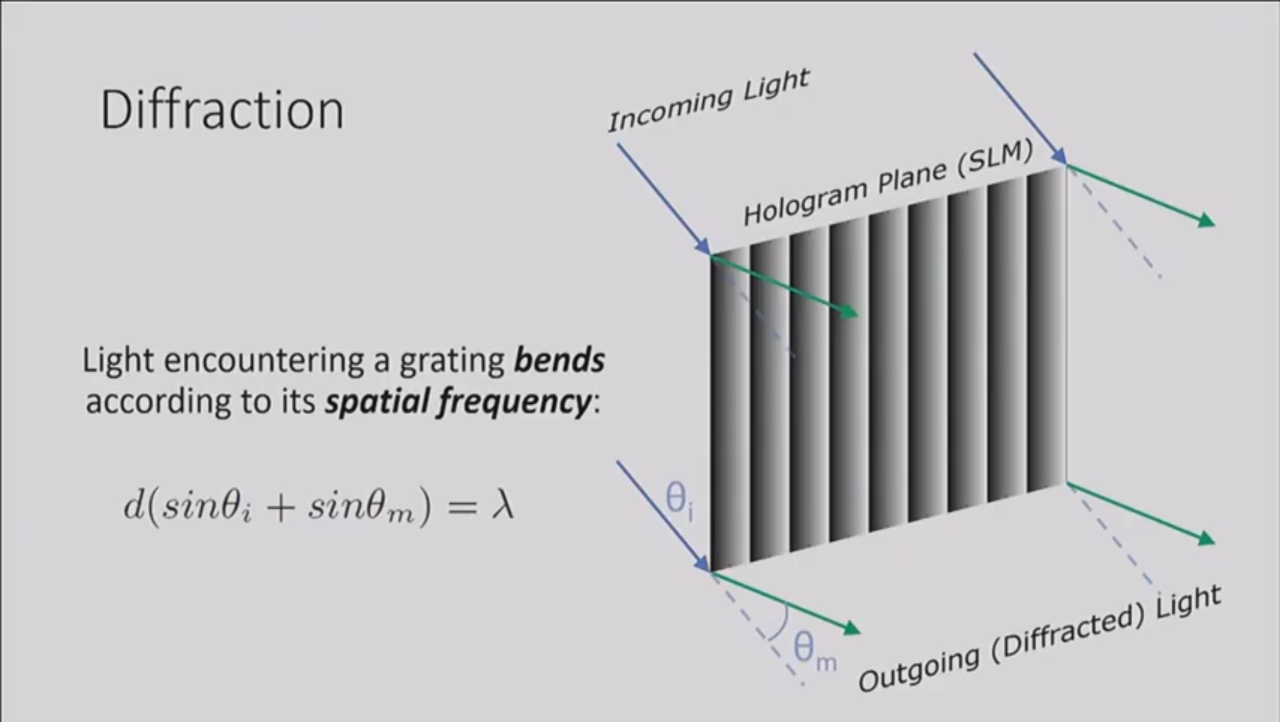 Diffraction
Incoming Light
Hologram Plane (SLM)
Light encountering a grating bends
according to its spatial frequency:
d(sinθᵢ + sinθₘ) = λ
θᵢ
θₘ
Outgoing (Diffracted) Light